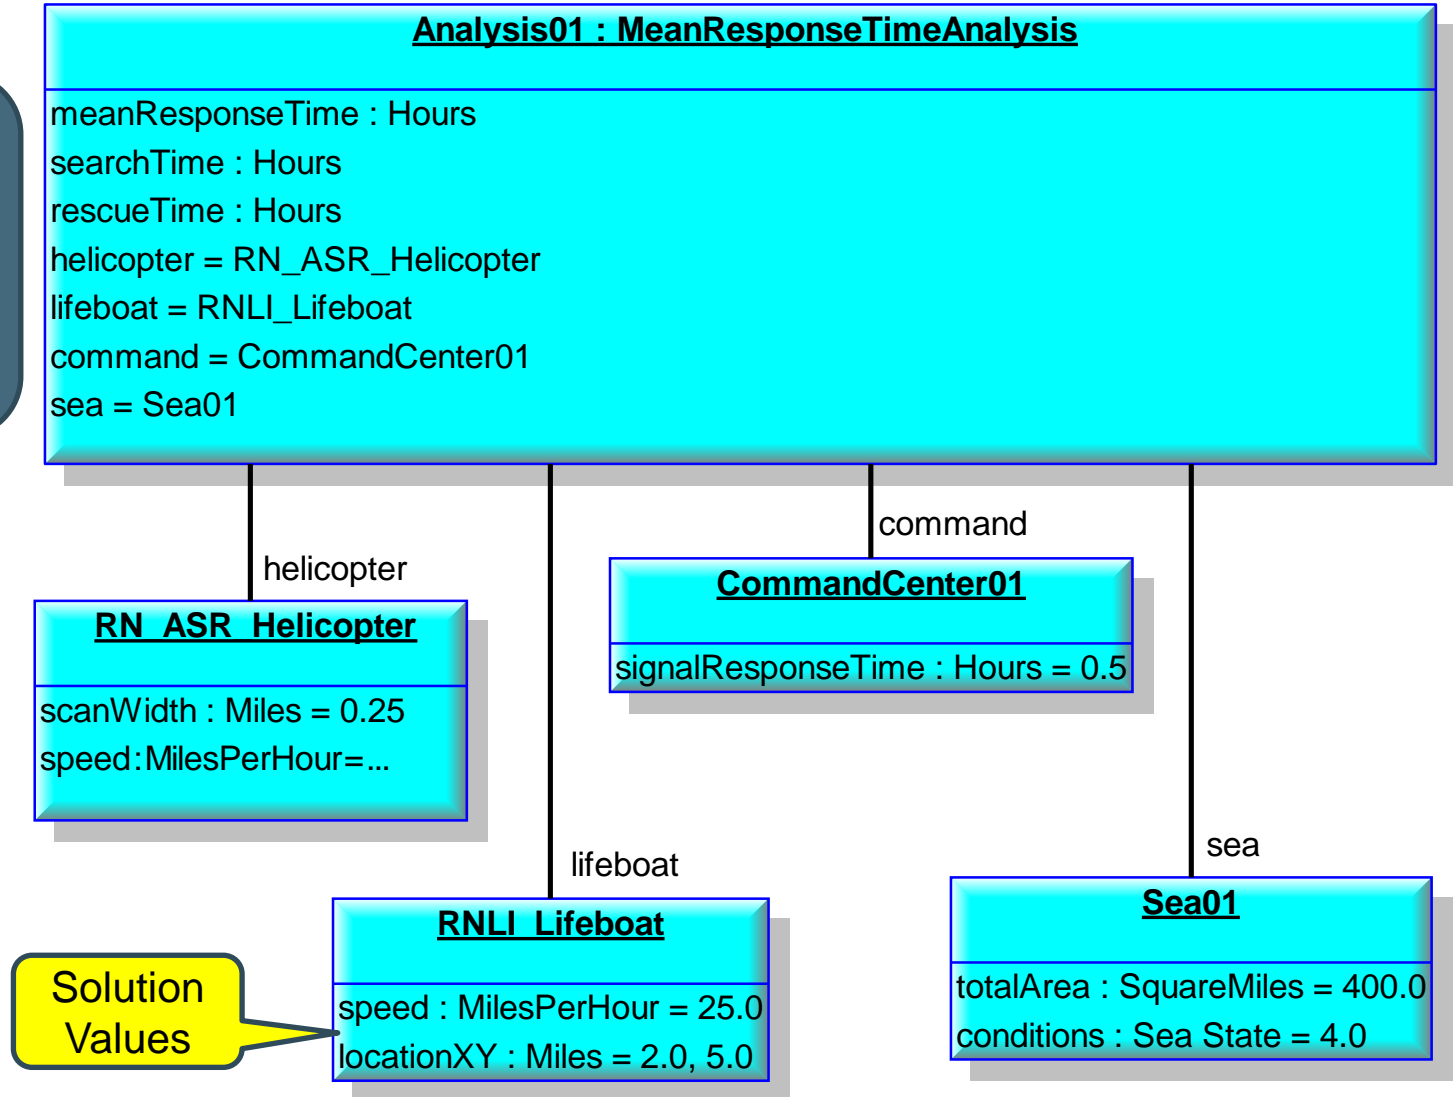 Analysis01 : MeanResponseTimeAnalysis
meanResponseTime : Hours
searchTime : Hours
rescueTime : Hours
helicopter = RN_ASR_Helicopter
lifeboat = RNLI_Lifeboat
command = CommandCenter01
sea = Sea01
command
helicopter
CommandCenter01
signalResponseTime : Hours = 0.5
RN_ASR_Helicopter
scanWidth : Miles = 0.25
speed:MilesPerHour=...
lifeboat
sea
RNLI_Lifeboat
speed : MilesPerHour = 25.0
locationXY : Miles = 2.0, 5.0
Solution
Values
Sea01
totalArea : SquareMiles = 400.0
conditions : Sea State = 4.0